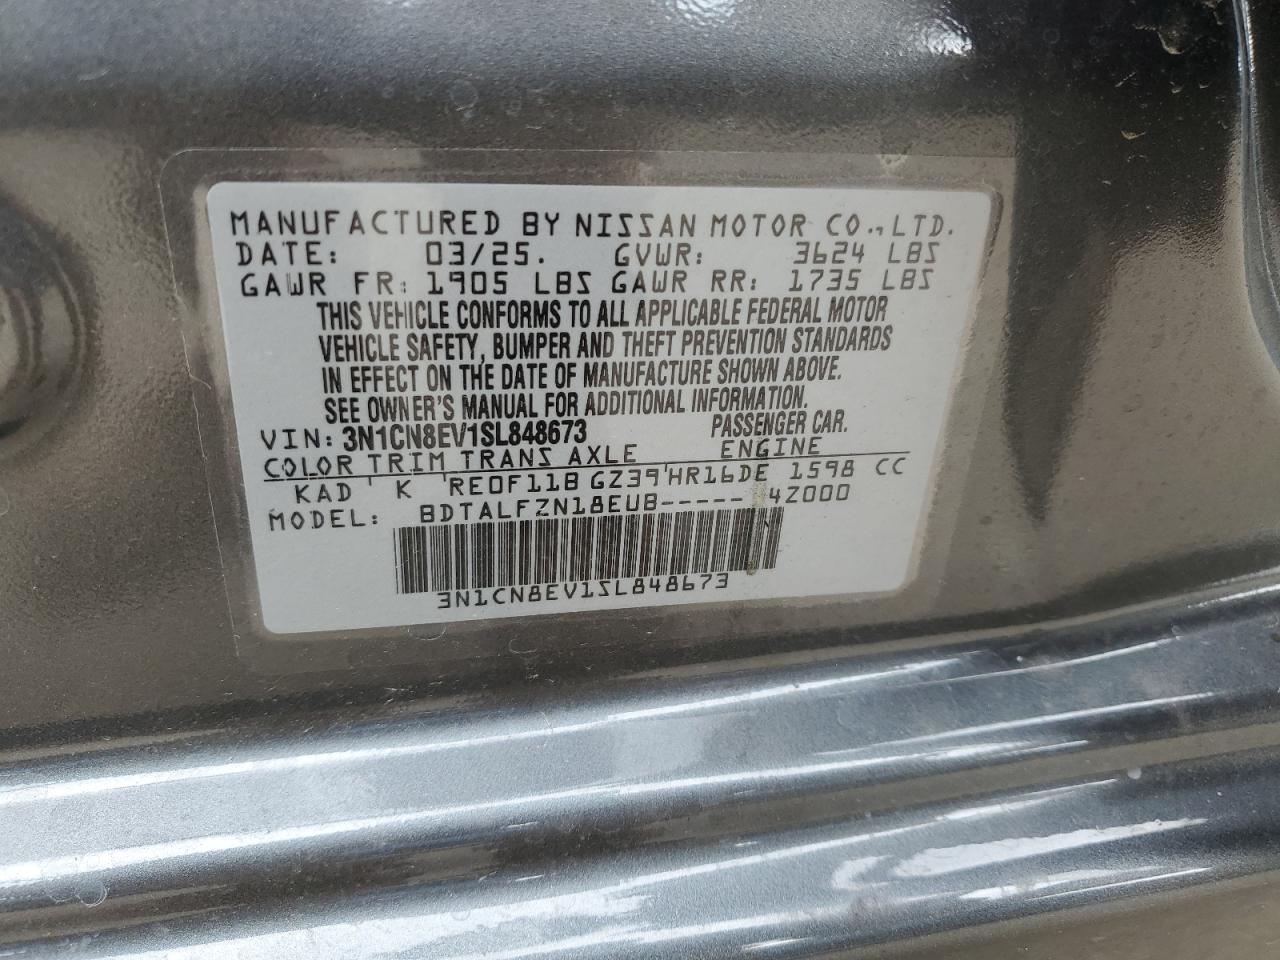 MANUFACTURED BY NISSAN MOTOR CO., LTD.
DATE: 03/25. GVWR: 3624 LBS
GAWR FR: 1905 LBS GAWR RR: 1735 LBS
THIS VEHICLE CONFORMS TO ALL APPLICABLE FEDERAL MOTOR
VEHICLE SAFETY, BUMPER AND THEFT PREVENTION STANDARDS
IN EFFECT ON THE DATE OF MANUFACTURE SHOWN ABOVE.
SEE OWNER'S MANUAL FOR ADDITIONAL INFORMATION.
VIN: 3N1CN8EV1SL848673 PASSENGER CAR.
COLOR TRIM TRANS AXLE ENGINE
KAD K RE0F11B GZ39 HR16DE 1598 CC
MODEL: BDTALFZN18EUB----- 4Z000
3N1CN8EV1SL848673